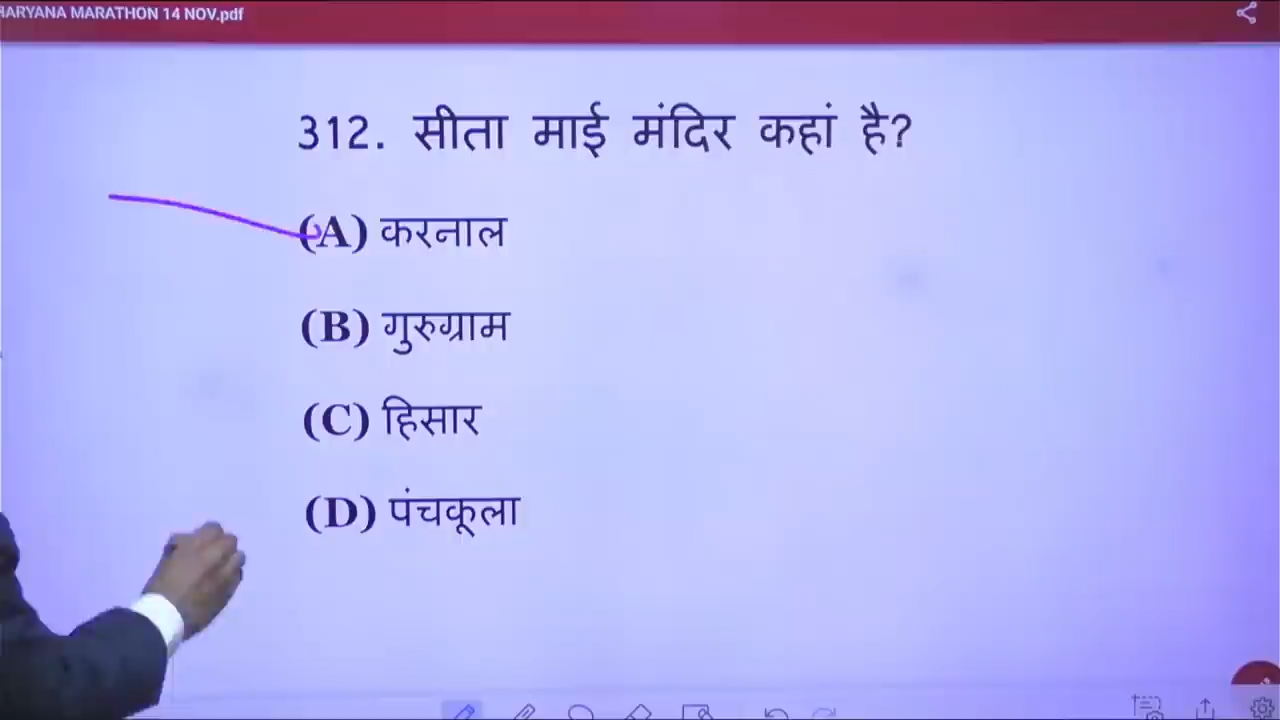 HARYANA MARATHON 14 NOV.pdf
312. सीता माई मंदिर कहां है?
(A) करनाल
(B) गुरुग्राम
(C) हिसार
(D) पंचकूला